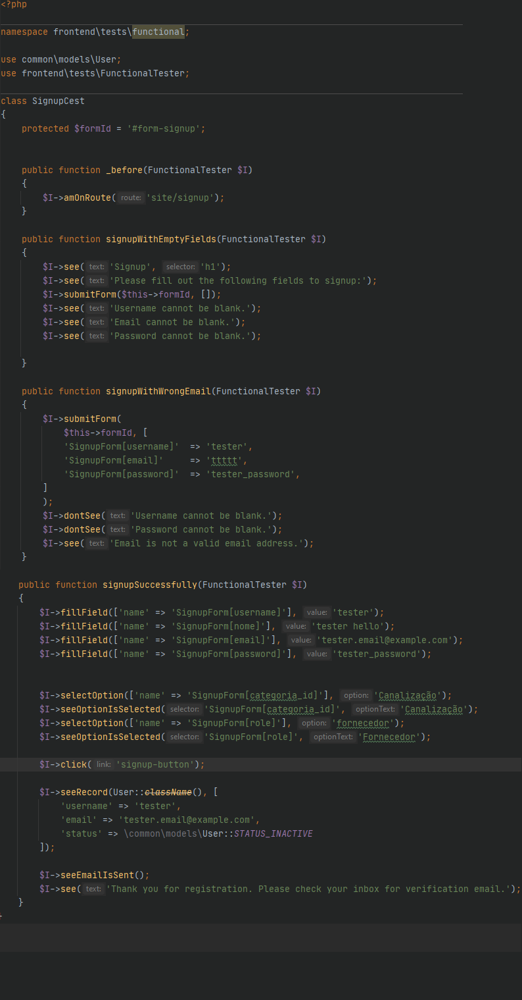 <?php
namespace frontend\tests\functional;
use common\models\User;
use frontend\tests\FunctionalTester;
class SignupCest
{
protected $formId = '#form-signup';
public function _before(FunctionalTester $I)
{
$I->amOnRoute( route: 'site/signup');
}
public function signupWithEmptyFields(FunctionalTester $I)
{
$I->see( text: 'Signup', selector: 'h1');
$I->see( text: 'Please fill out the following fields to signup:');
$I->submitForm($this->formId, []);
$I->see( text: 'Username cannot be blank.');
$I->see( text: 'Email cannot be blank.');
$I->see( text: 'Password cannot be blank.');
}
public function signupWithWrongEmail(FunctionalTester $I)
{
$I->submitForm(
$this->formId, [
'SignupForm[username]' => 'tester',
'SignupForm[email]' => 'ttttt',
'SignupForm[password]' => 'tester_password',
]
);
$I->dontSee( text: 'Username cannot be blank.');
$I->dontSee( text: 'Password cannot be blank.');
$I->see( text: 'Email is not a valid email address.');
}
public function signupSuccessfully(FunctionalTester $I)
{
$I->fillField(['name' => 'SignupForm[username]'], value: 'tester');
$I->fillField(['name' => 'SignupForm[nome]'], value: 'tester hello');
$I->fillField(['name' => 'SignupForm[email]'], value: 'tester.email@example.com');
$I->fillField(['name' => 'SignupForm[password]'], value: 'tester_password');
$I->selectOption(['name' => 'SignupForm[categoria_id]'], option: 'Canalização');
$I->seeOptionIsSelected( selector: 'SignupForm[categoria_id]', optionText: 'Canalização');
$I->selectOption(['name' => 'SignupForm[role]'], option: 'fornecedor');
$I->seeOptionIsSelected( selector: 'SignupForm[role]', optionText: 'Fornecedor');
$I->click( link: 'signup-button');
$I->seeRecord(User::className(), [
'username' => 'tester',
'email' => 'tester.email@example.com',
'status' => \common\models\User::STATUS_INACTIVE
]);
$I->seeEmailIsSent();
$I->see( text: 'Thank you for registration. Please check your inbox for verification email.');
}
}